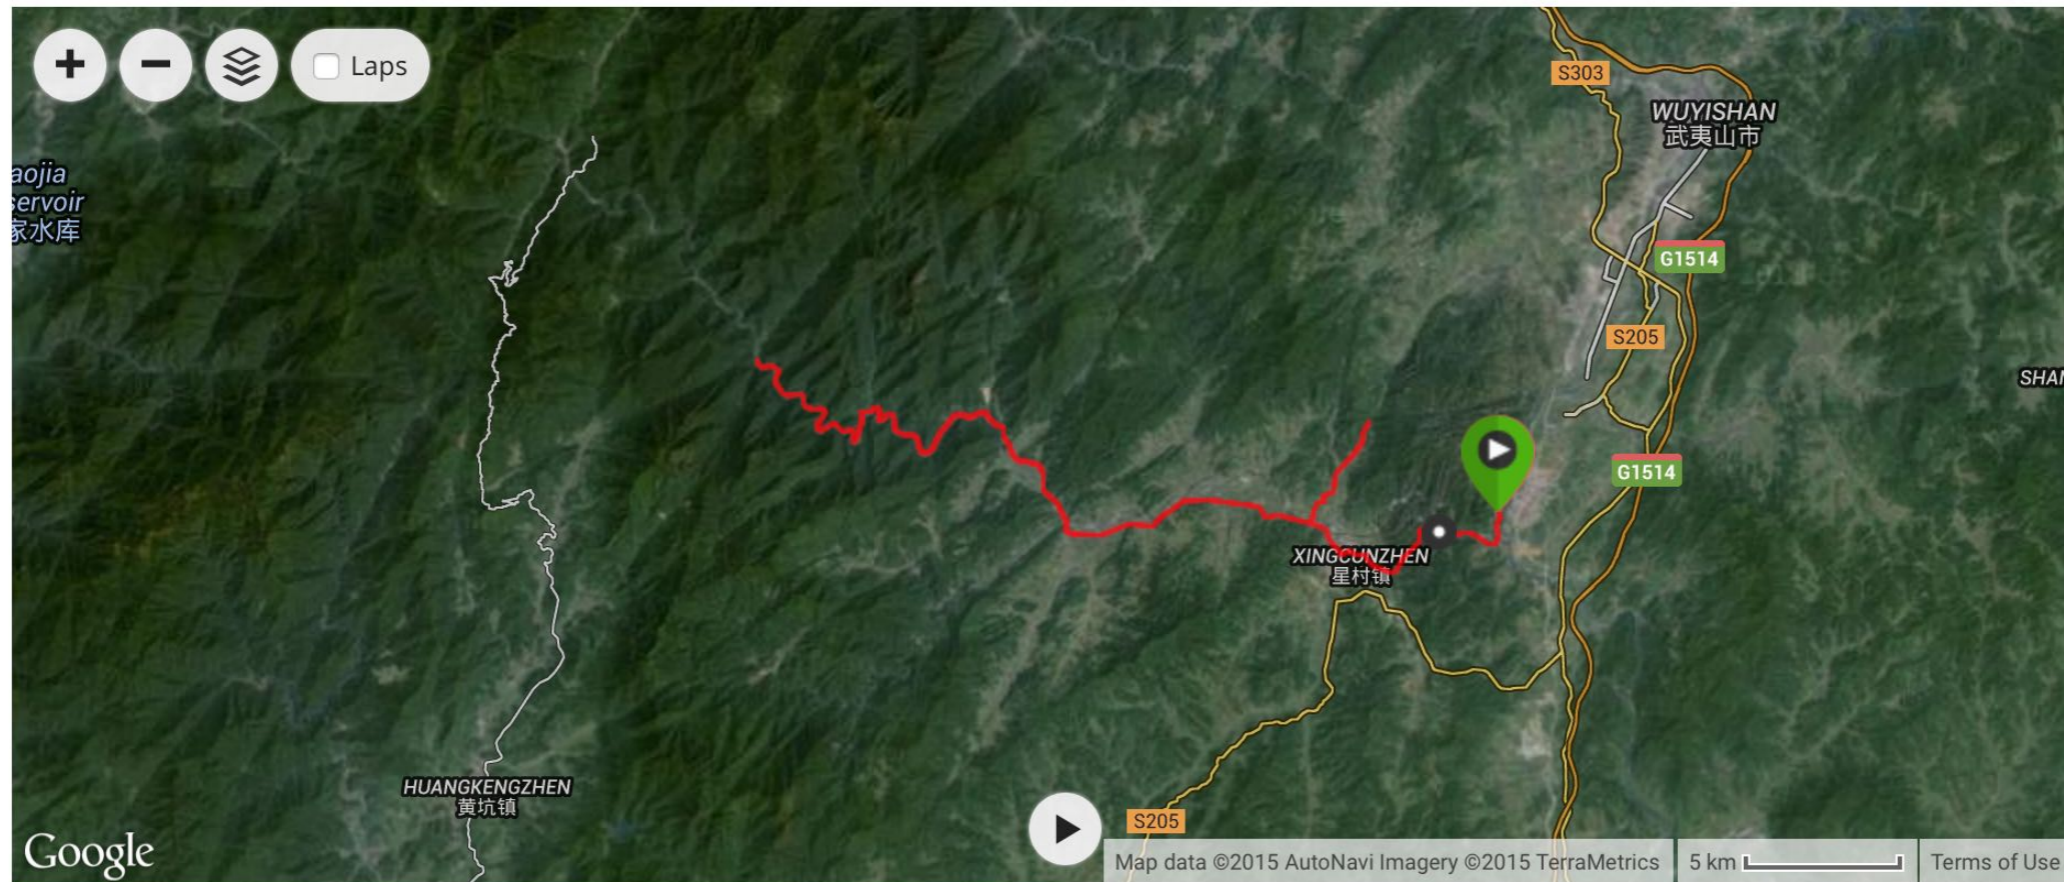 Laps
S303
WUYISHAN
武夷山市
aojia
servoir
家水库
G1514
S205
SHAN
G1514
XINGCUNZHEN
星村镇
HUANGKENGZHEN
黄坑镇
S205
Google
Map data ©2015 AutoNavi Imagery ©2015 TerraMetrics
5 km
Terms of Use